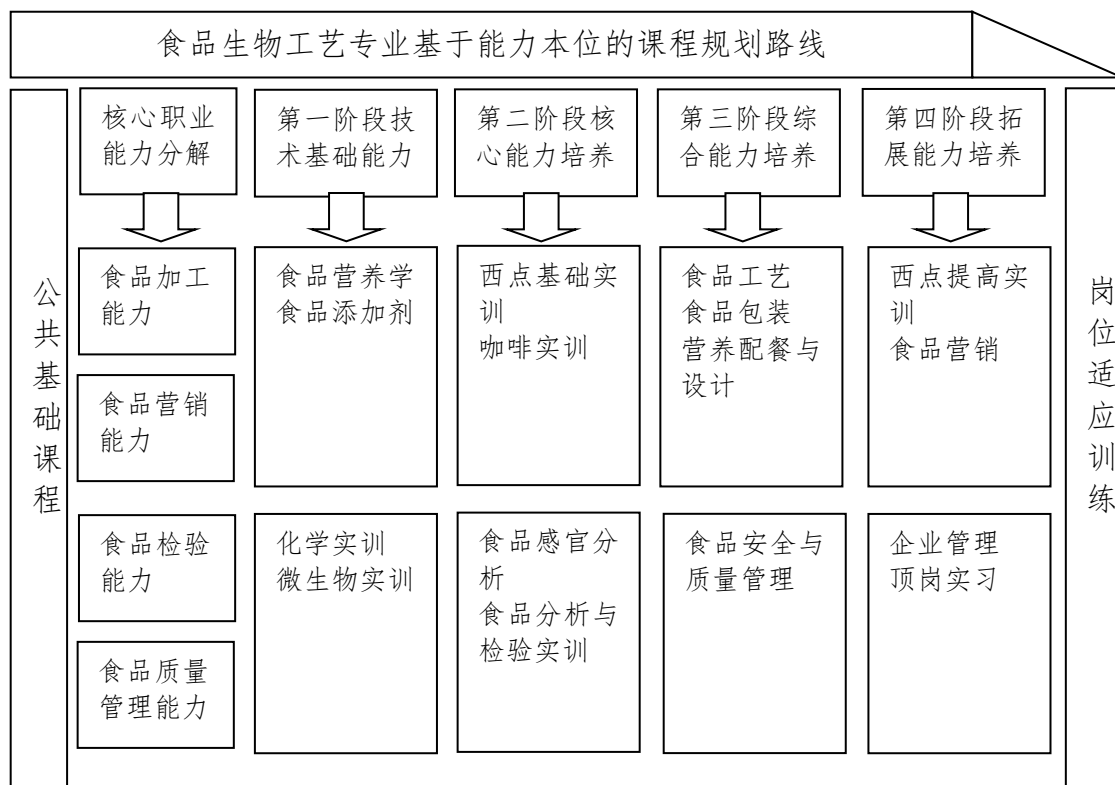 食品生物工艺专业基于能力本位的课程规划路线
公共基础课程
核心职业
能力分解
第一阶段技
术基础能力
第二阶段核
心能力培养
第三阶段综
合能力培养
第四阶段拓
展能力培养
食品加工
能力
食品营销
能力
食品营养学
食品添加剂
西点基础实
训
咖啡实训
食品工艺
食品包装
营养配餐与
设计
西点提高实
训
食品营销
食品检验
能力
食品质量
管理能力
化学实训
微生物实训
食品感官分
析
食品分析与
检验实训
食品安全与
质量管理
企业管理
顶岗实习
岗位适应训练